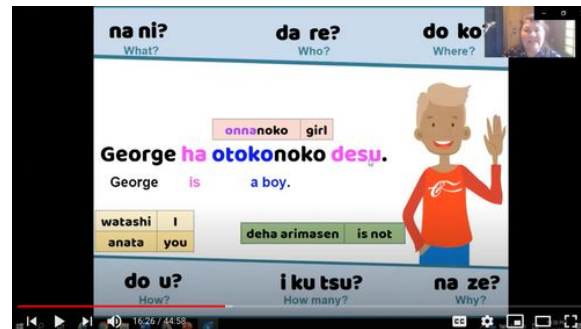 na ni? da re? do ko?
What? Who? Where?
onnanoko girl
George ha otokonoko desu.
George is a boy.
watashi I
anata you
deha arimasen is not
do u? i ku tsu? na ze?
How? How many? Why?
16:26 / 44:58
CC